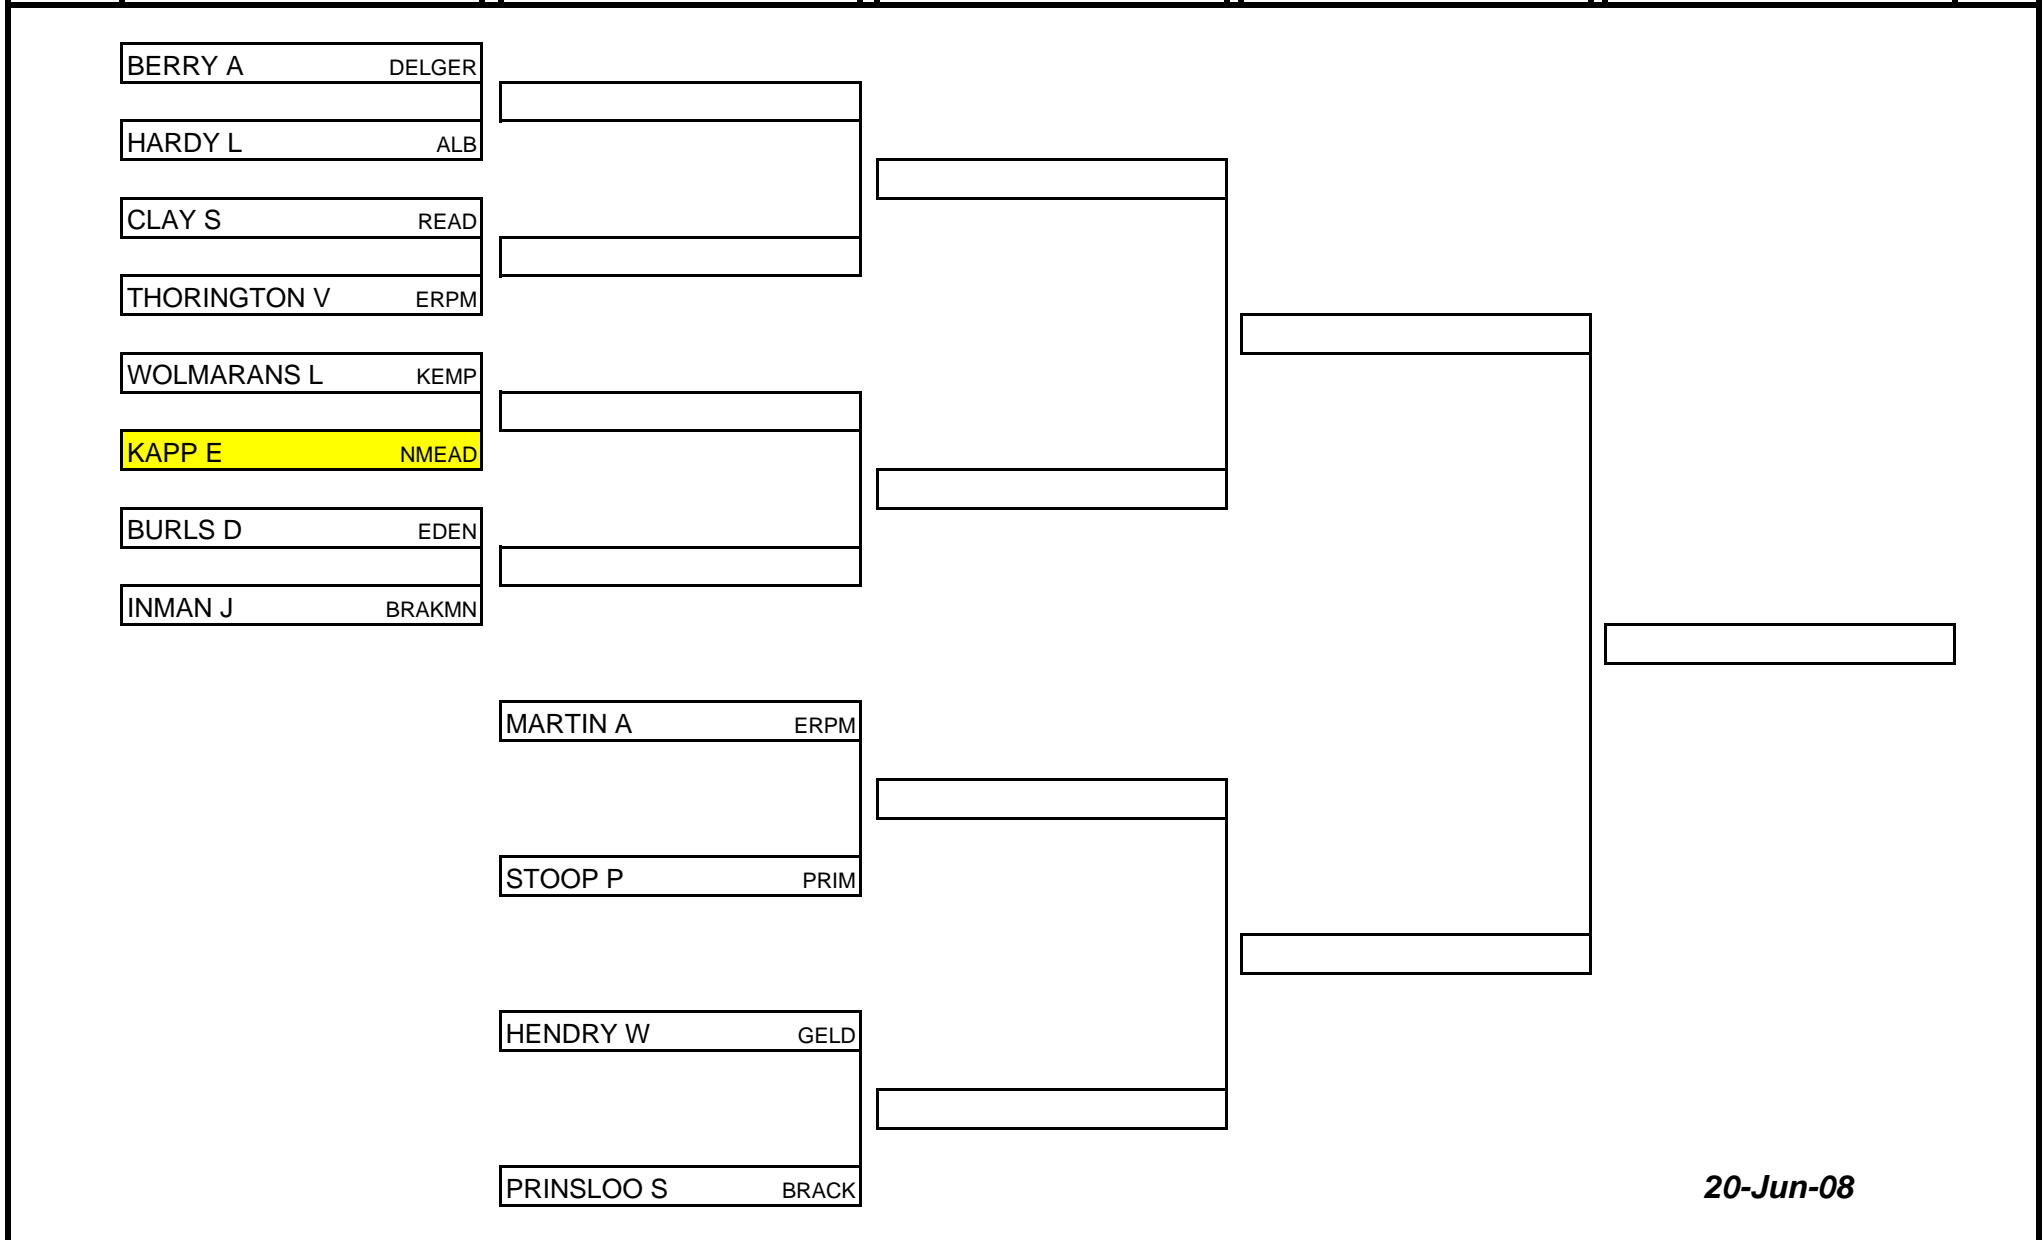 BERRY A DELGER
HARDY L ALB
CLAY S READ
THORINGTON V ERPM
WOLMARANS L KEMP
KAPP E NMEAD
BURLS D EDEN
INMAN J BRAKMN
MARTIN A ERPM
STOOP P PRIM
HENDRY W GELD
PRINSLOO S BRACK
20-Jun-08